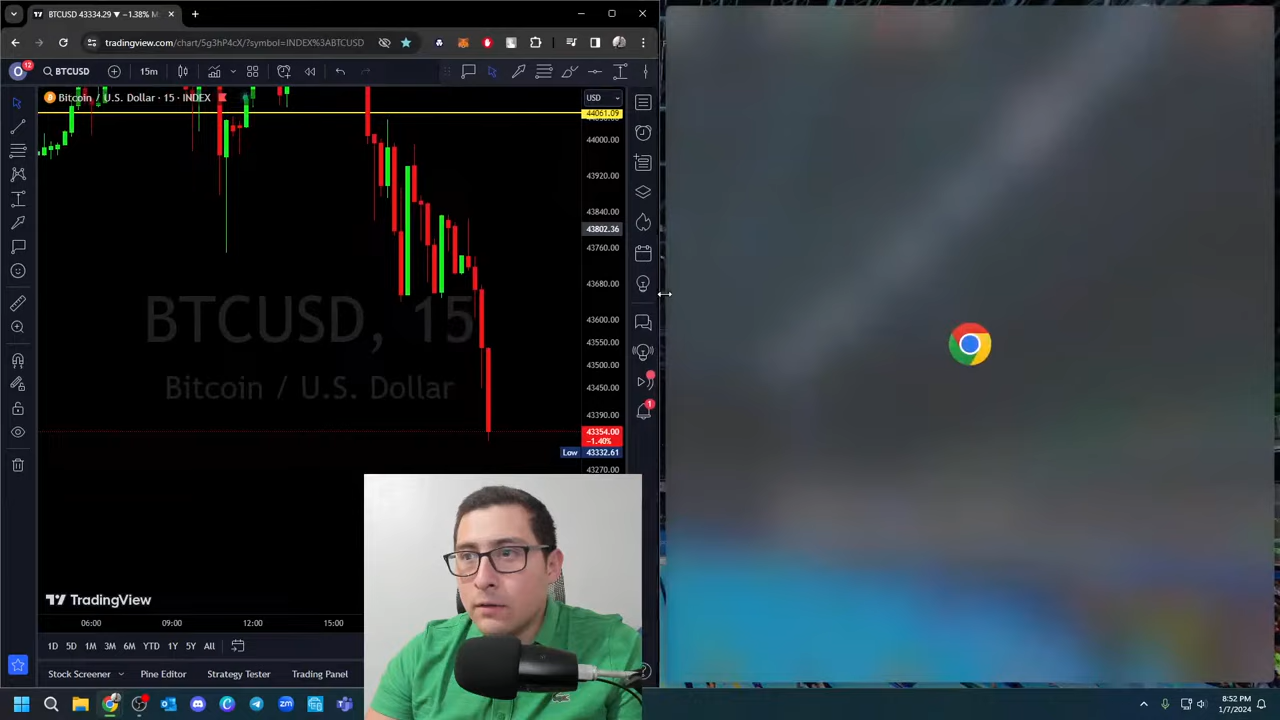 BTCUSD 43334.29 ▼ −1.38% N
tradingview.com/chart/5g3hP4cX/?symbol=INDEX%3ABTCUSD
12
BTCUSD
15m
Bitcoin / U.S. Dollar · 15 · INDEX
USD
44061.09
44000.00
43920.00
43840.00
43802.36
43760.00
43680.00
43600.00
43550.00
43500.00
43450.00
43390.00
43354.00
−1.40%
Low 43332.61
43270.00
BTCUSD, 15
Bitcoin / U.S. Dollar
1
TradingView
06:00 09:00 12:00 15:00
1D 5D 1M 3M 6M YTD 1Y 5Y All
Stock Screener Pine Editor Strategy Tester Trading Panel
8:52 PM
1/7/2024